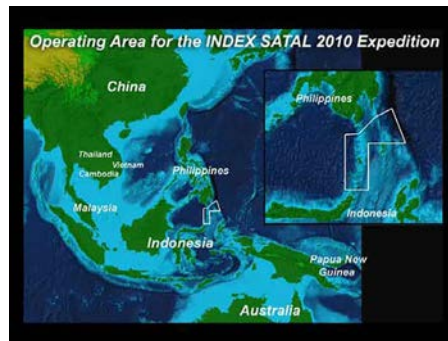 Operating Area for the INDEX SATAL 2010 Expedition
China
Philippines
Thailand
Vietnam
Cambodia
Philippines
Malaysia
Indonesia
Indonesia
Papua New
Guinea
Australia